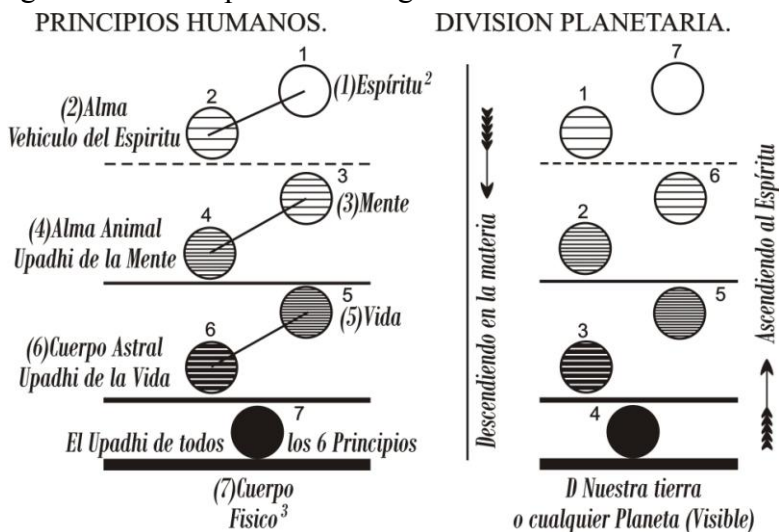 PRINCIPIOS HUMANOS.
1
(1)Espíritu²
(2)Alma
Vehiculo del Espiritu
2
3
(3)Mente
(4)Alma Animal
Upadhi de la Mente
4
5
(5)Vida
(6)Cuerpo Astral
Upadhi de la Vida
6
7
El Upadhi de todos los 6 Principios
(7)Cuerpo
Fisico³
DIVISION PLANETARIA.
7
1
6
2
5
3
4
Descendiendo en la materia
Ascendiendo al Espíritu
D Nuestra tierra
o cualquier Planeta (Visible)